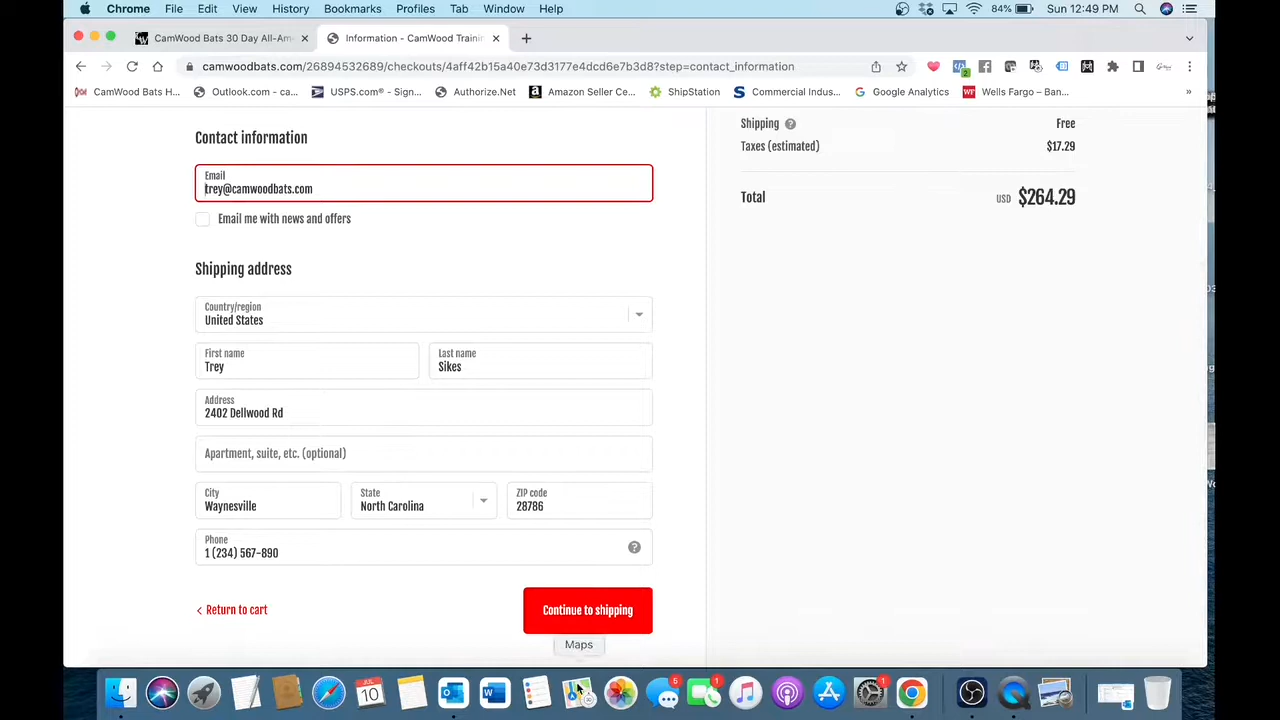 Chrome File Edit View History Bookmarks Profiles Tab Window Help 84% Sun 12:49 PM
CamWood Bats 30 Day All-Am Information - CamWood Trainin
camwoodbats.com/26894532689/checkouts/4aff42b15a40e73d3177e4dcd6e7b3d8?step=contact_information
CamWood Bats H... Outlook.com - ca... USPS.com® - Sign... Authorize.Net Amazon Seller Ce... ShipStation Commercial Indus... Google Analytics Wells Fargo – Ban... »
Contact information
Email
trey@camwoodbats.com
Email me with news and offers
Shipping address
Country/region
United States
First name
Trey
Last name
Sikes
Address
2402 Dellwood Rd
Apartment, suite, etc. (optional)
City
Waynesville
State
North Carolina
ZIP code
28786
Phone
1 (234) 567-890
Return to cart
Continue to shipping
Shipping Free
Taxes (estimated) $17.29
Total USD $264.29
Maps
JUL
10
5
1
1